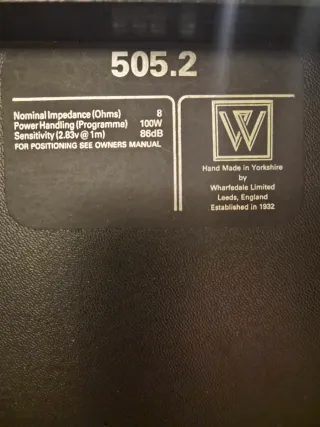 505.2
Nominal Impedance (Ohms) 8
Power Handling (Programme) 100W
Sensitivity (2.83v @ 1m) 86dB
FOR POSITIONING SEE OWNERS MANUAL
W
Hand Made in Yorkshire
by
Wharfedale Limited
Leeds, England
Established in 1932